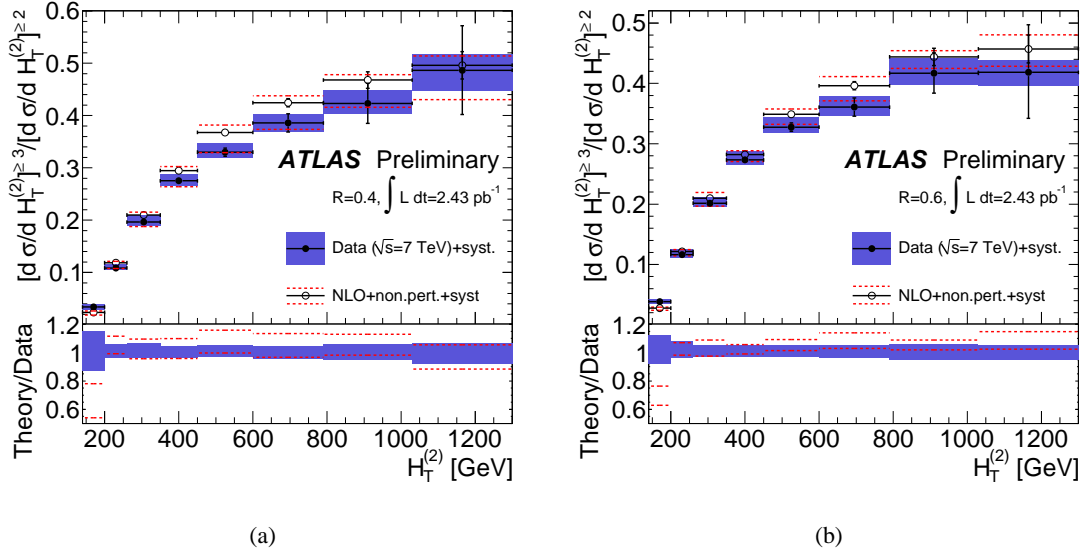 [d σ/d H_T^(2)]^≥3/[d σ/d H_T^(2)]^≥2
0.6
0.5
0.4
0.3
0.2
0.1
ATLAS Preliminary
R=0.4, ∫ L dt=2.43 pb^-1
Data (√s=7 TeV)+syst.
NLO+non.pert.+syst
Theory/Data
1.2
1
0.8
0.6
200 400 600 800 1000 1200
H_T^(2) [GeV]
(a)
[d σ/d H_T^(2)]^≥3/[d σ/d H_T^(2)]^≥2
0.5
0.4
0.3
0.2
0.1
ATLAS Preliminary
R=0.6, ∫ L dt=2.43 pb^-1
Data (√s=7 TeV)+syst.
NLO+non.pert.+syst
Theory/Data
1.2
1
0.8
0.6
200 400 600 800 1000 1200
H_T^(2) [GeV]
(b)